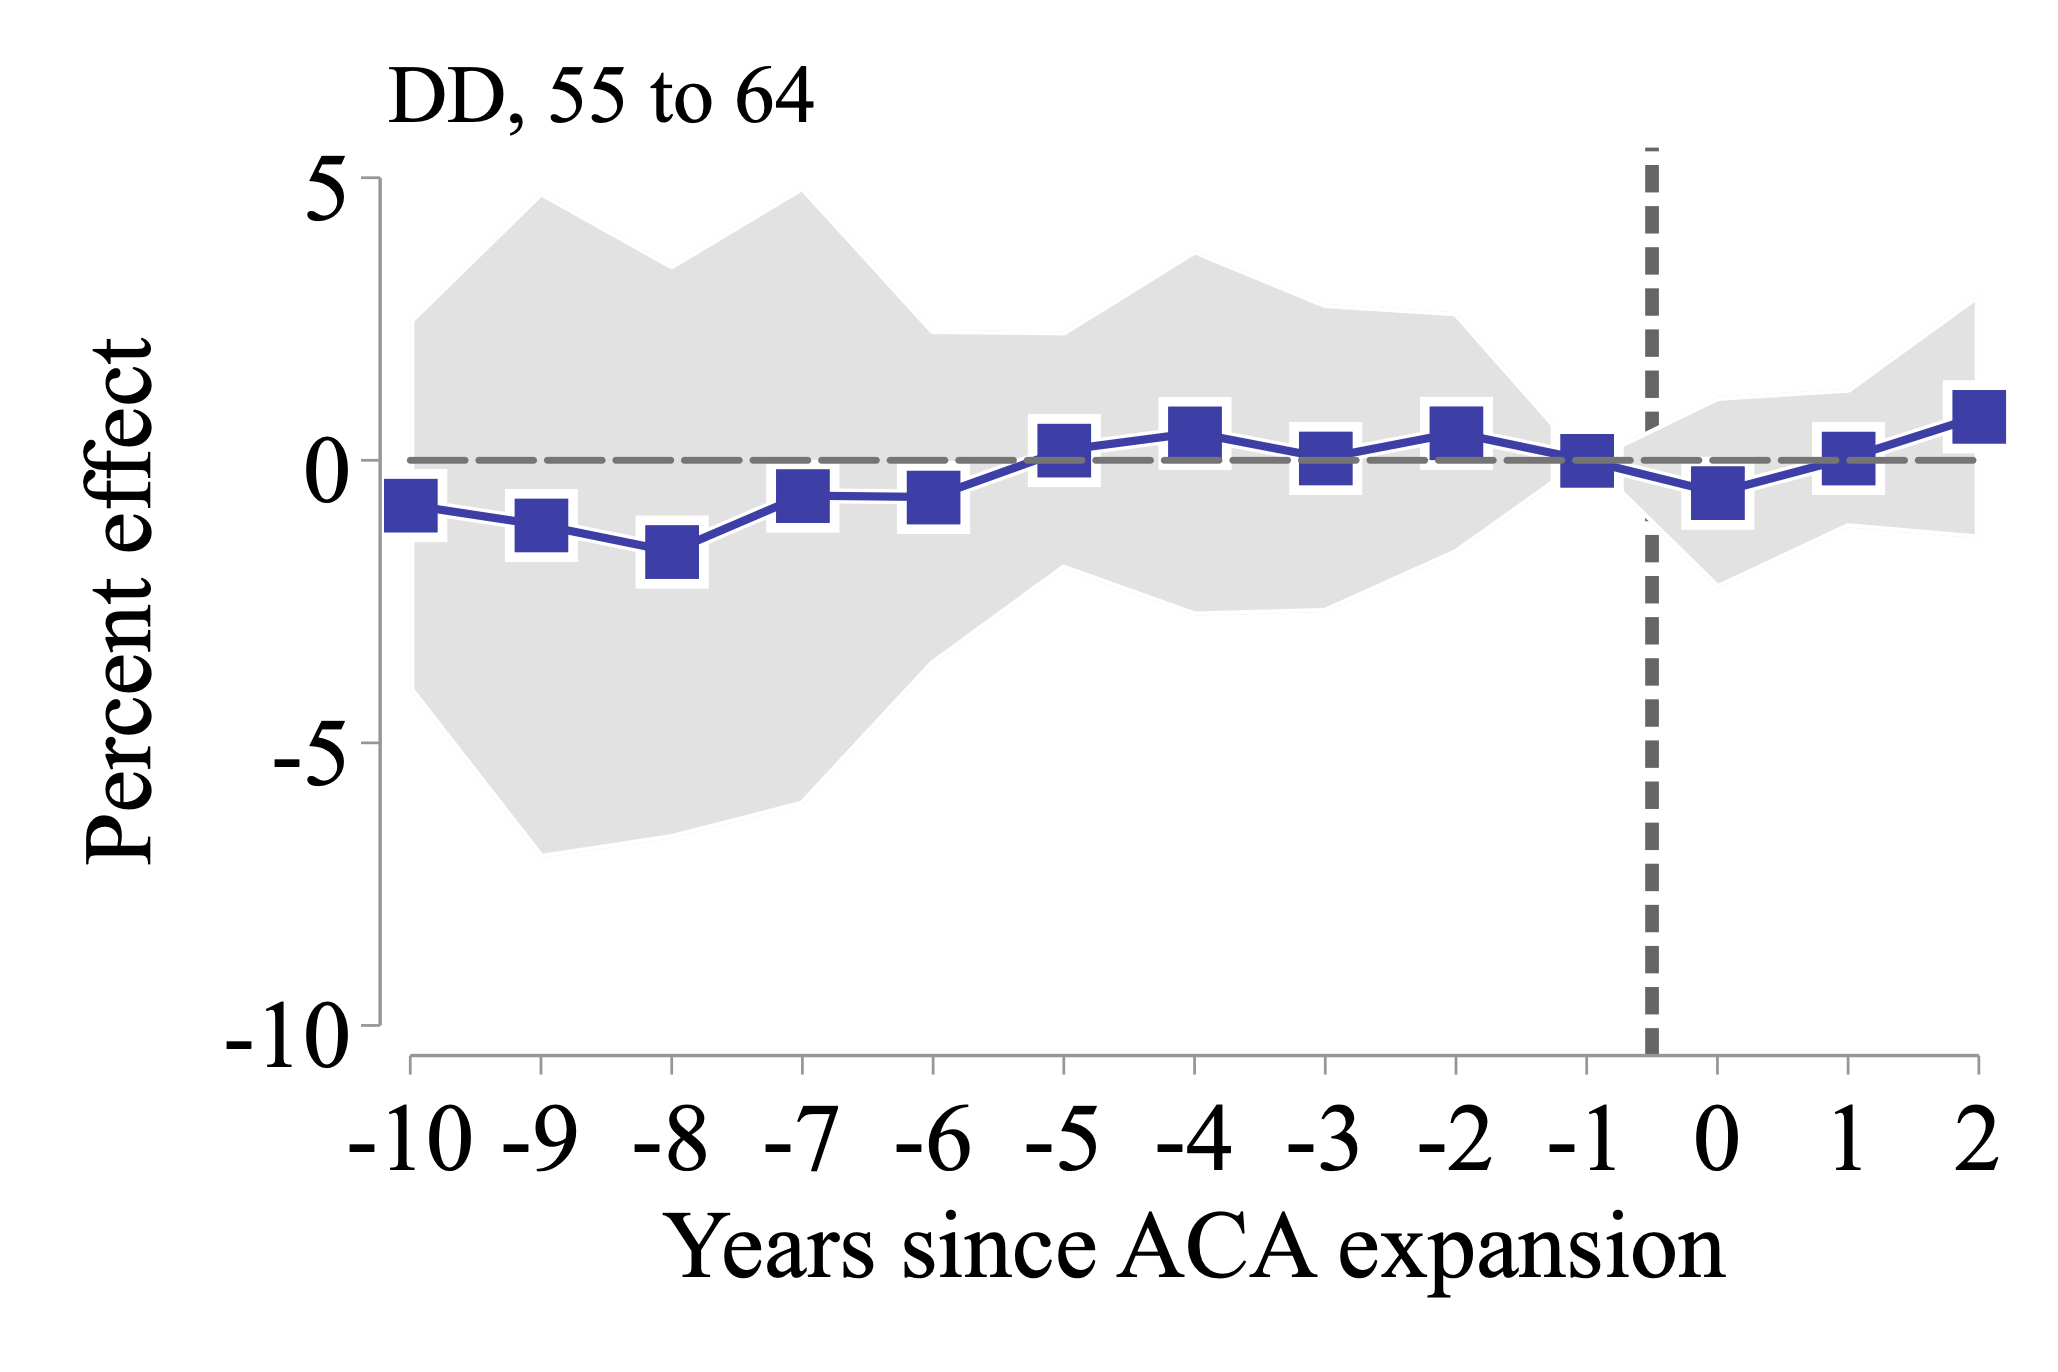 DD, 55 to 64
Percent effect
5
0
-5
-10
-10 -9 -8 -7 -6 -5 -4 -3 -2 -1 0 1 2
Years since ACA expansion